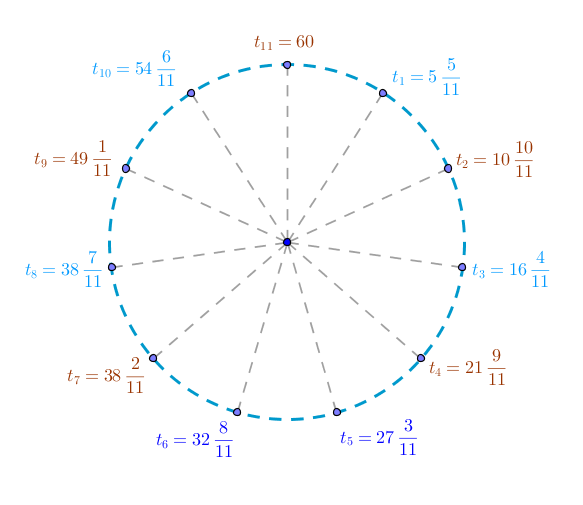 t₁₁ = 60
t₁₀ = 54 6/11
t₁ = 5 5/11
t₉ = 49 1/11
t₂ = 10 10/11
t₈ = 38 7/11
t₃ = 16 4/11
t₇ = 38 2/11
t₄ = 21 9/11
t₆ = 32 8/11
t₅ = 27 3/11